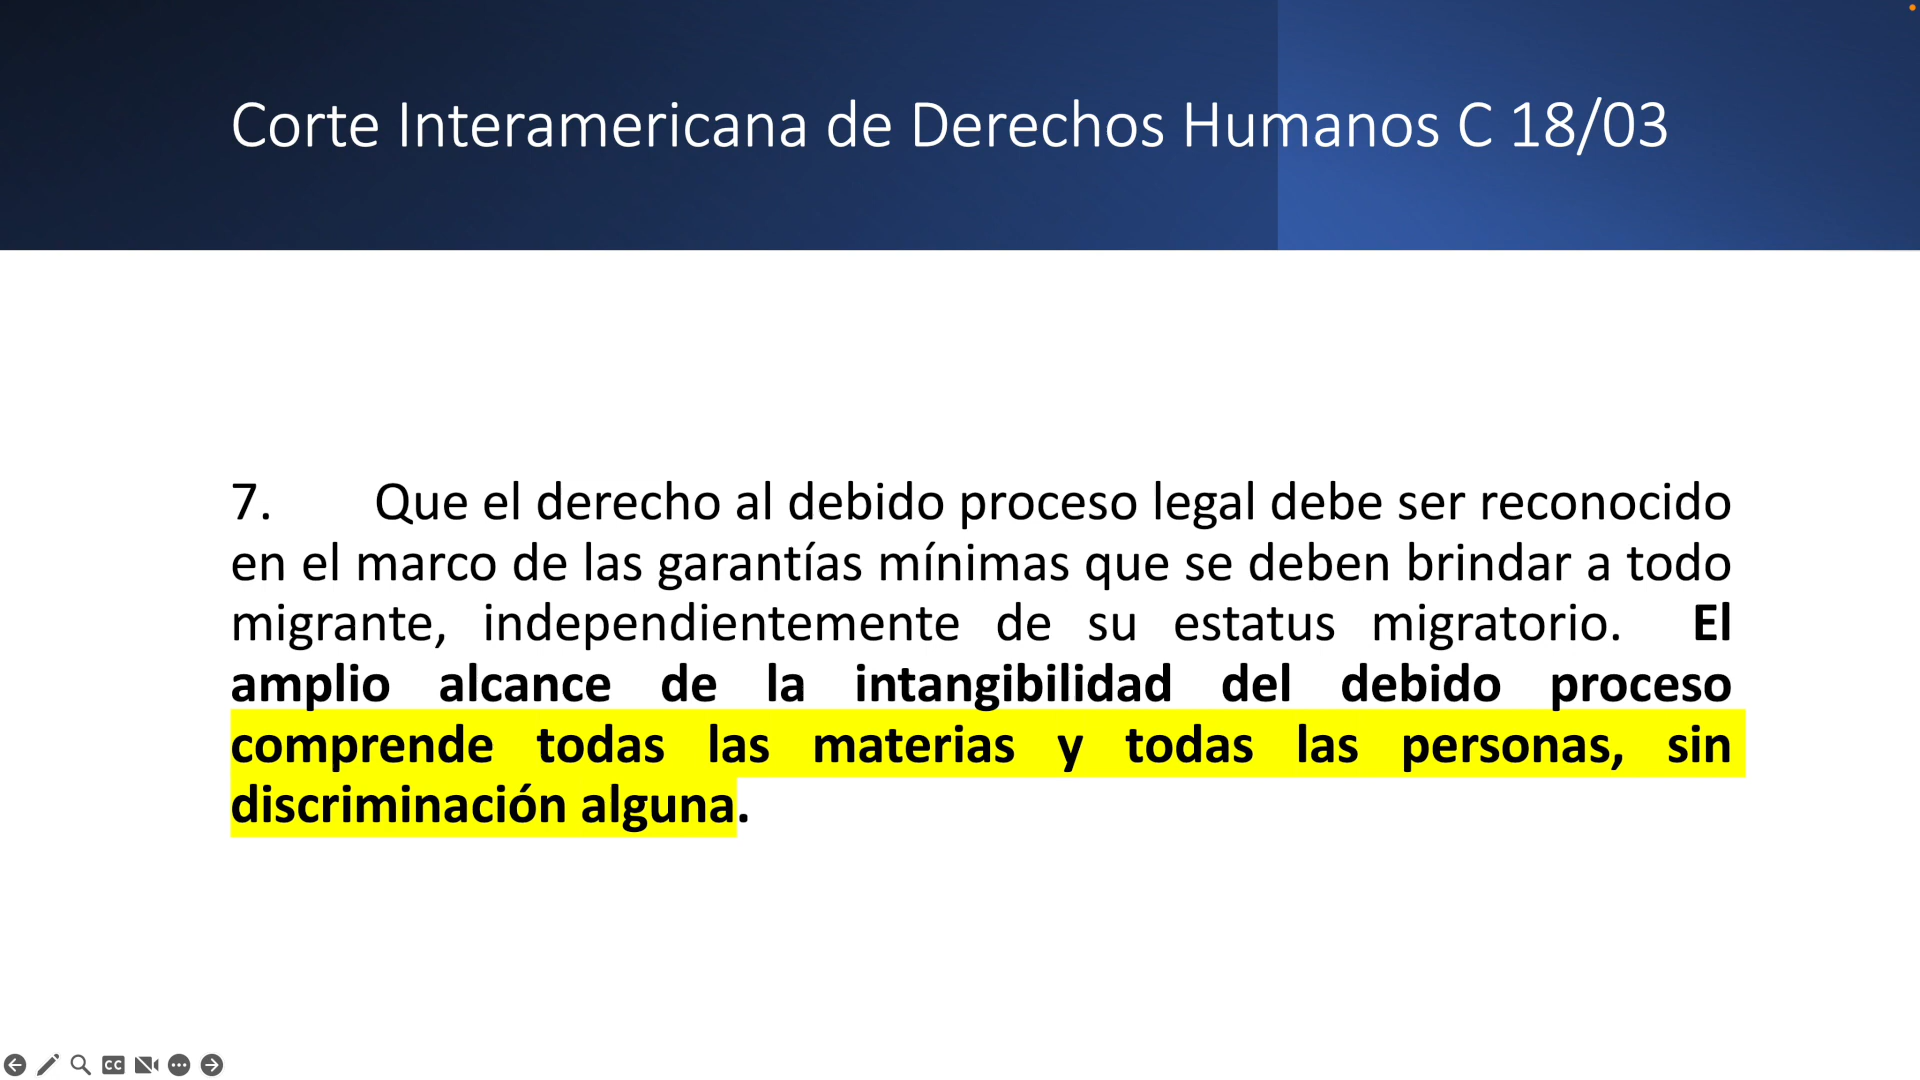 Corte Interamericana de Derechos Humanos C 18/03
7. Que el derecho al debido proceso legal debe ser reconocido
en el marco de las garantías mínimas que se deben brindar a todo
migrante, independientemente de su estatus migratorio. El
amplio alcance de la intangibilidad del debido proceso
comprende todas las materias y todas las personas, sin
discriminación alguna.
CC